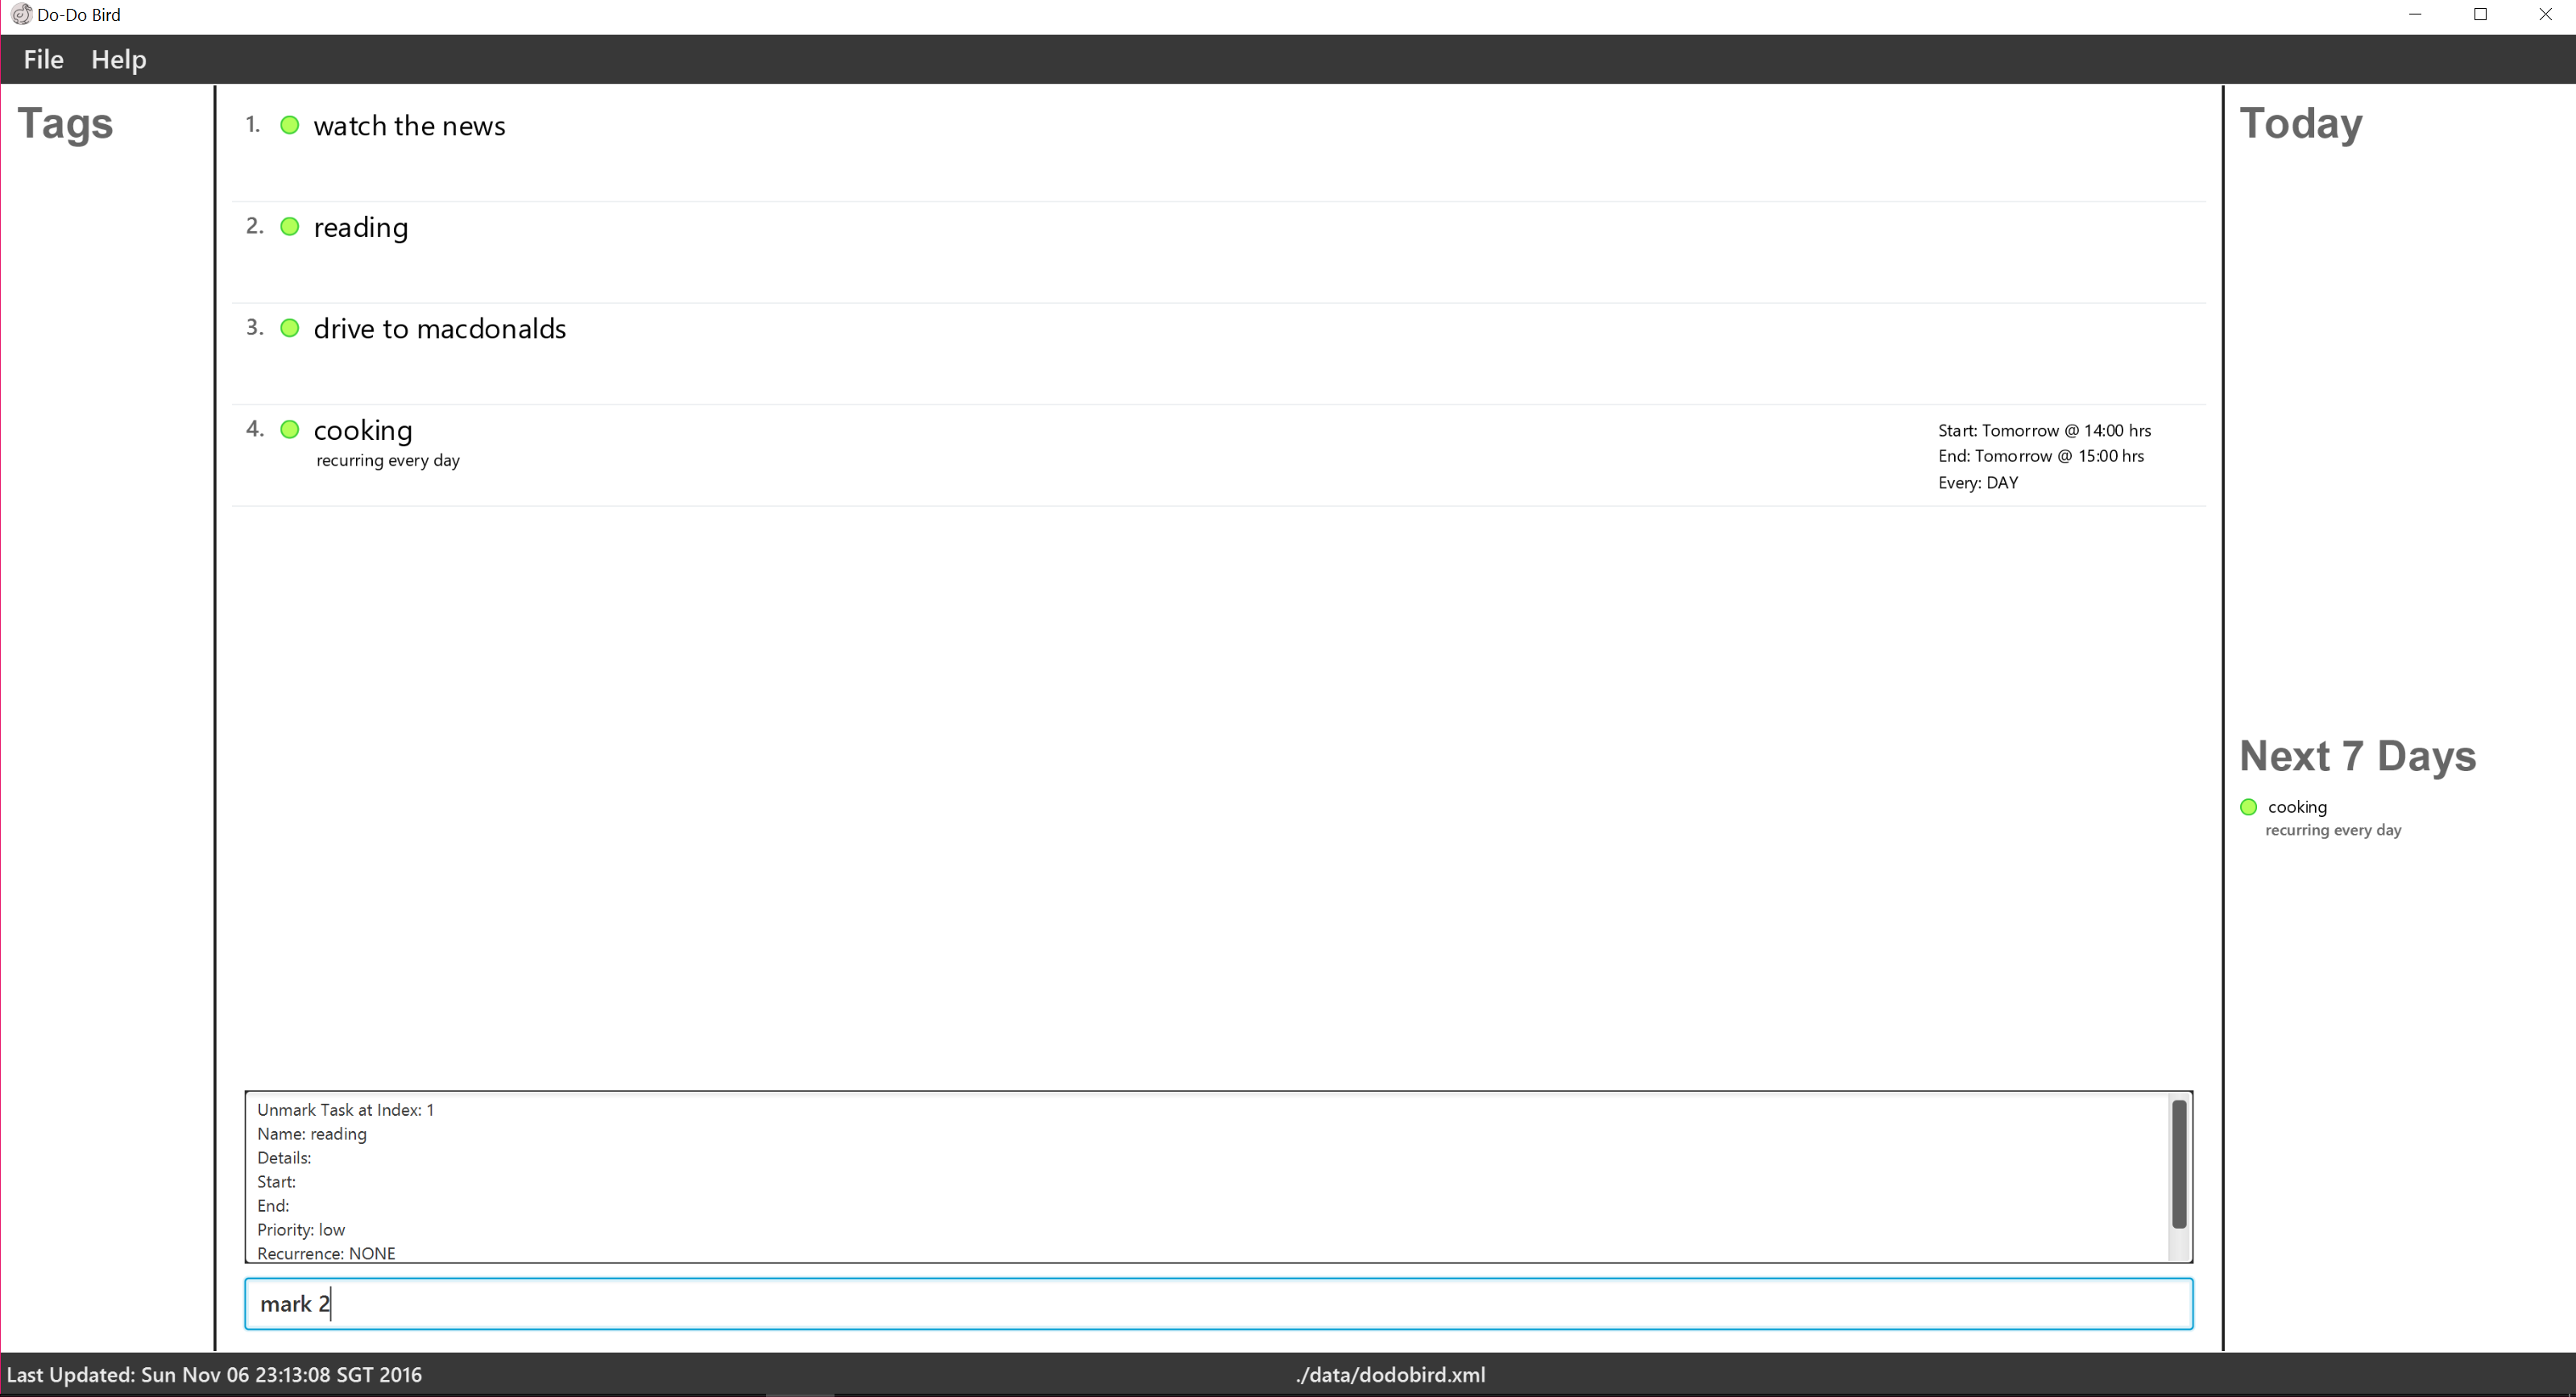 Do-Do Bird
File Help
Tags
1. watch the news
2. reading
3. drive to macdonalds
4. cooking
recurring every day
Start: Tomorrow @ 14:00 hrs
End: Tomorrow @ 15:00 hrs
Every: DAY
Today
Next 7 Days
cooking
recurring every day
Unmark Task at Index: 1
Name: reading
Details:
Start:
End:
Priority: low
Recurrence: NONE
mark 2
Last Updated: Sun Nov 06 23:13:08 SGT 2016
./data/dodobird.xml